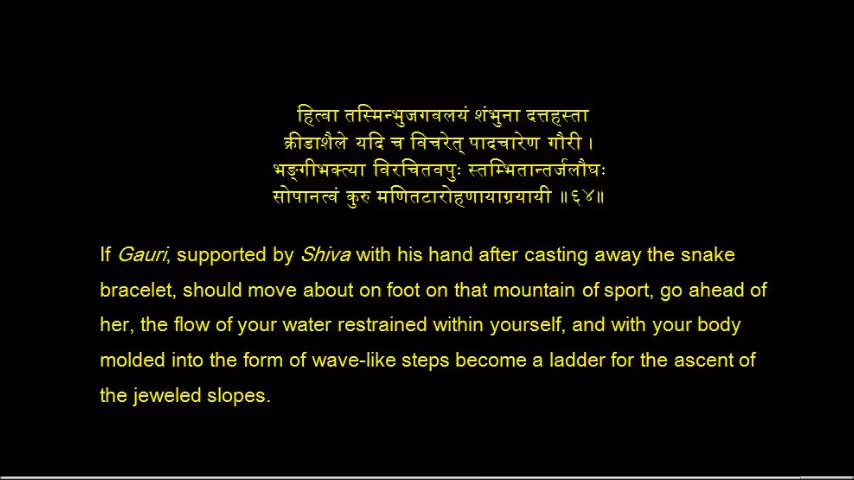 हित्वा तस्मिन्भुजगवलयं शंभुना दत्तहस्ता
क्रीडाशैले यदि च विचरेत् पादचारेण गौरी ।
भङ्गीभक्त्या विरचितवपुः स्तम्भितान्तर्जलौघः
सोपानत्वं कुरु मणितटारोहणायाग्रयायी ॥६४॥
If Gauri, supported by Shiva with his hand after casting away the snake
bracelet, should move about on foot on that mountain of sport, go ahead of
her, the flow of your water restrained within yourself, and with your body
molded into the form of wave-like steps become a ladder for the ascent of
the jeweled slopes.